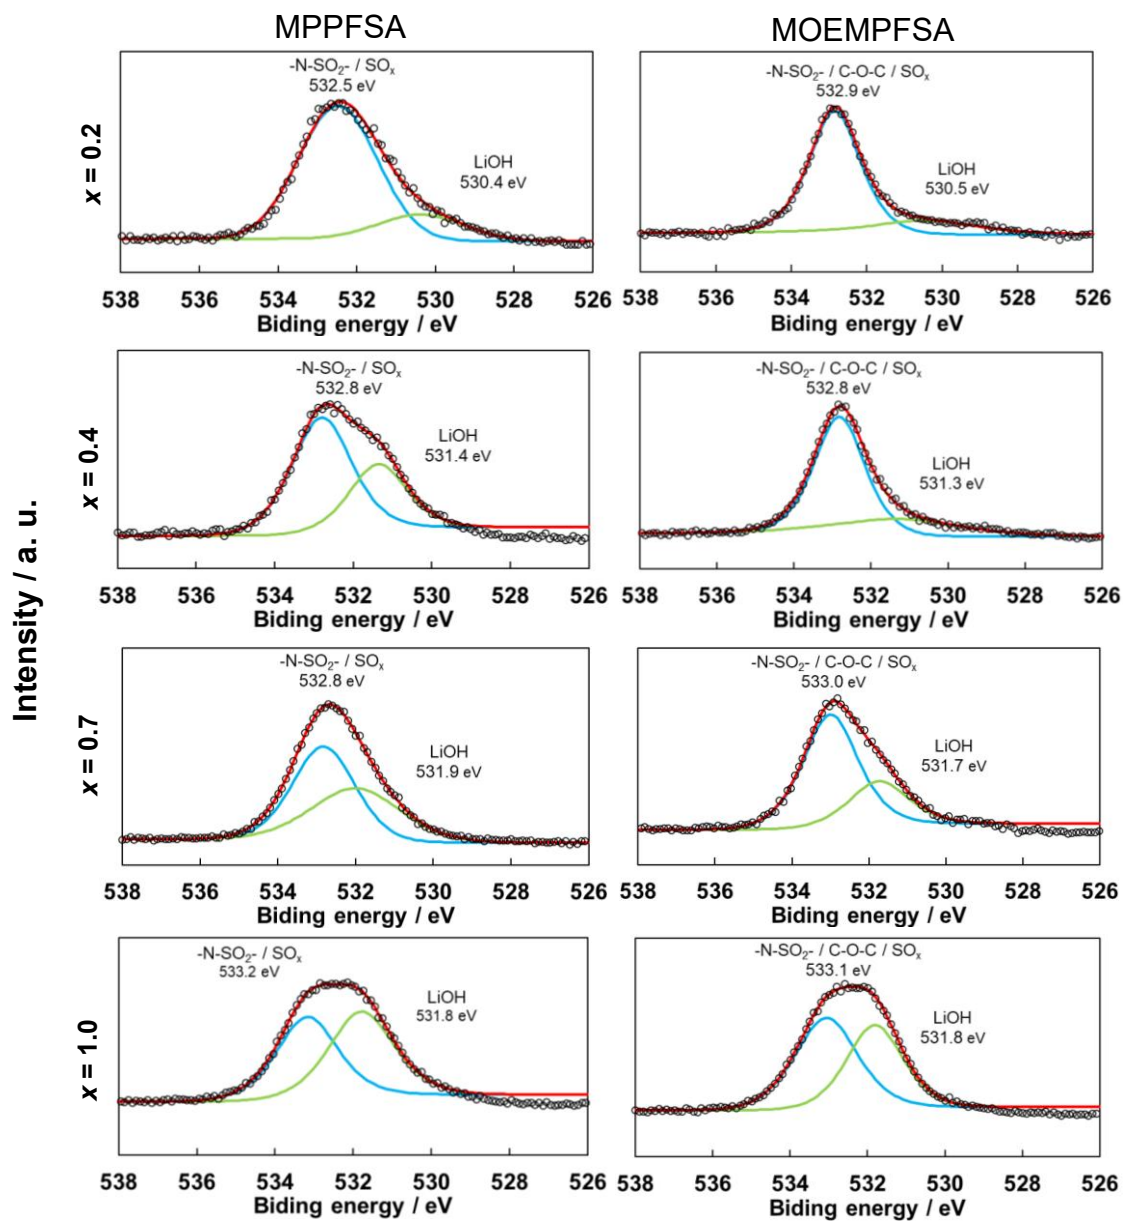 MPPFSA
MOEMPFSA
Intensity / a. u.
x = 0.2
-N-SO₂- / SOₓ
532.5 eV
LiOH
530.4 eV
538 536 534 532 530 528 526
Biding energy / eV
-N-SO₂- / C-O-C / SOₓ
532.9 eV
LiOH
530.5 eV
538 536 534 532 530 528 526
Biding energy / eV
x = 0.4
-N-SO₂- / SOₓ
532.8 eV
LiOH
531.4 eV
538 536 534 532 530 528 526
Biding energy / eV
-N-SO₂- / C-O-C / SOₓ
532.8 eV
LiOH
531.3 eV
538 536 534 532 530 528 526
Biding energy / eV
x = 0.7
-N-SO₂- / SOₓ
532.8 eV
LiOH
531.9 eV
538 536 534 532 530 528 526
Biding energy / eV
-N-SO₂- / C-O-C / SOₓ
533.0 eV
LiOH
531.7 eV
538 536 534 532 530 528 526
Biding energy / eV
x = 1.0
-N-SO₂- / SOₓ
533.2 eV
LiOH
531.8 eV
538 536 534 532 530 528 526
Biding energy / eV
-N-SO₂- / C-O-C / SOₓ
533.1 eV
LiOH
531.8 eV
538 536 534 532 530 528 526
Biding energy / eV